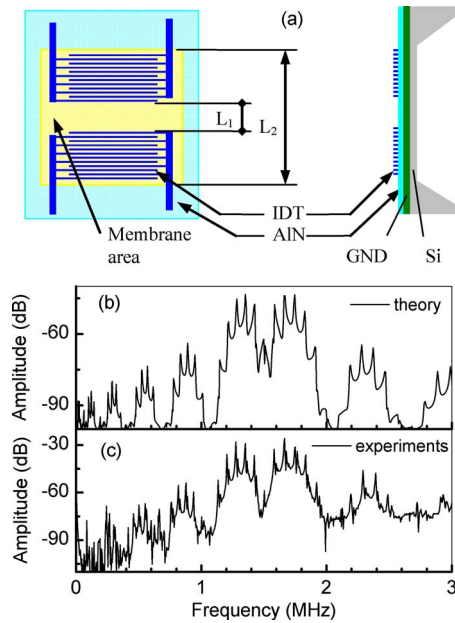 (a)
L1
L2
IDT
AlN
Membrane
area
GND
Si
(b)
theory
Amplitude (dB)
-60
-90
(c)
experiments
Amplitude (dB)
-30
-60
-90
0
1
2
3
Frequency (MHz)